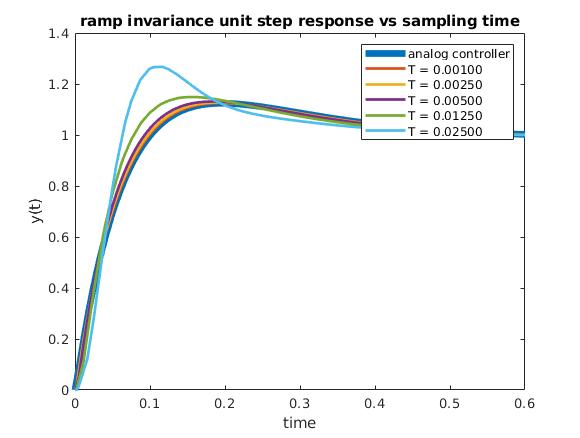 ramp invariance unit step response vs sampling time
1.4
1.2
1
0.8
0.6
0.4
0.2
0
y(t)
analog controller
T = 0.00100
T = 0.00250
T = 0.00500
T = 0.01250
T = 0.02500
0 0.1 0.2 0.3 0.4 0.5 0.6
time